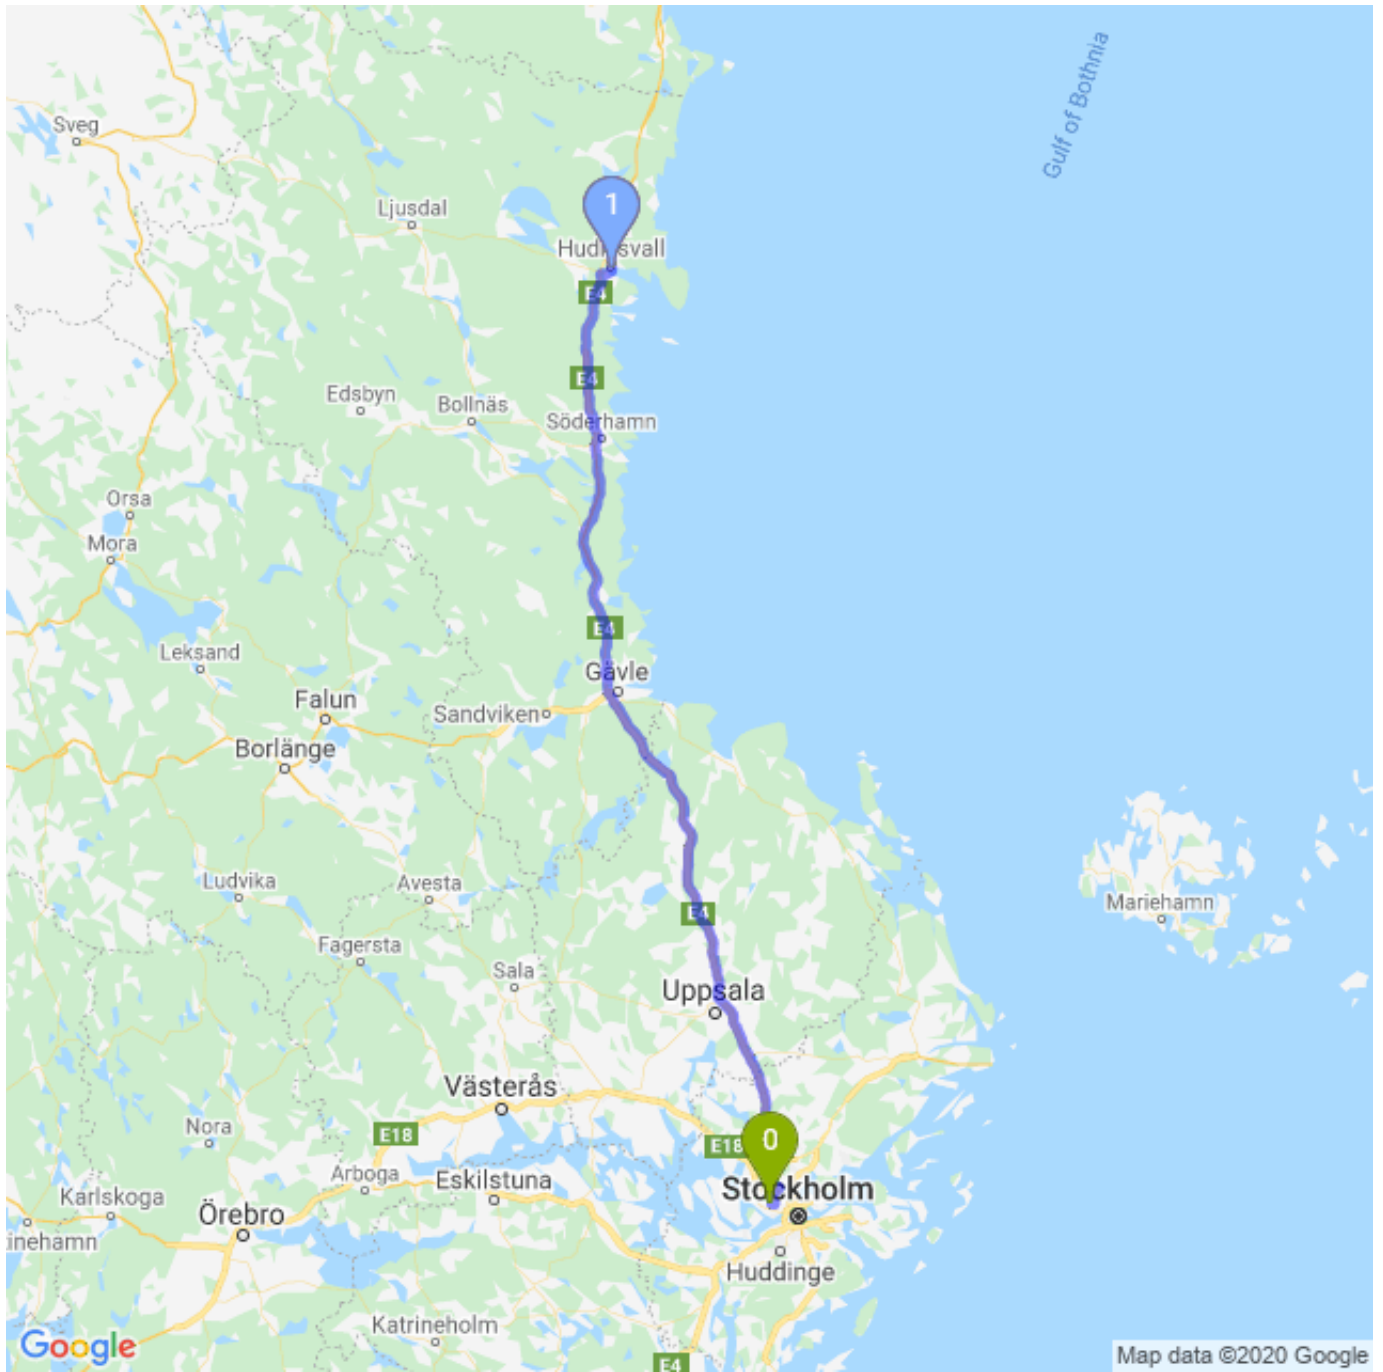 Gulf of Bothnia
Sveg
1
Ljusdal
Hudiksvall
E4
E4
Edsbyn
Bollnäs
Söderhamn
Orsa
Mora
E4
Leksand
Gävle
Falun
Sandviken
Borlänge
Ludvika
Avesta
Mariehamn
E4
Fagersta
Sala
Uppsala
Västerås
Nora
E18
E18
0
Arboga
Eskilstuna
Stockholm
Karlskoga
Örebro
tinehamn
Huddinge
Katrineholm
Google
E4
Map data ©2020 Google